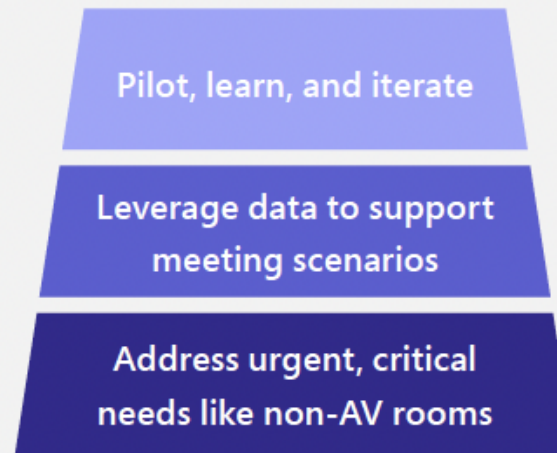 Pilot, learn, and iterate
Leverage data to support
meeting scenarios
Address urgent, critical
needs like non-AV rooms